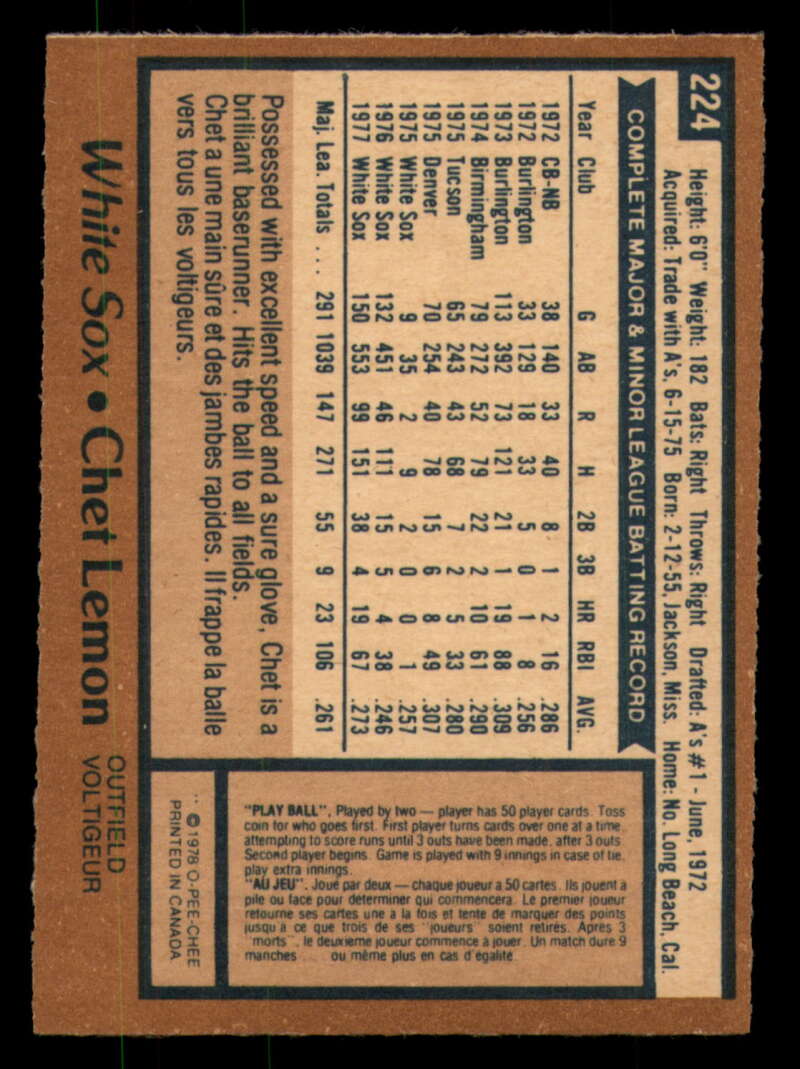 224
Height: 6'0" Weight: 182 Bats: Right Throws: Right Drafted: A's #1 - June, 1972
Acquired: Trade with A's, 6-15-75 Born: 2-12-55, Jackson, Miss. Home: No. Long Beach, Cal.
COMPLETE MAJOR & MINOR LEAGUE BATTING RECORD
Year Club G AB R H 2B 3B HR RBI AVG.
1972 CB-NB 38 140 33 40 8 1 2 16 .286
1972 Burlington 33 129 18 33 5 0 1 8 .256
1973 Burlington 113 392 73 121 21 1 19 88 .309
1974 Birmingham 79 272 52 79 22 2 10 61 .290
1975 Tucson 65 243 43 68 7 2 5 33 .280
1975 Denver 70 254 40 78 15 6 8 49 .307
1975 White Sox 9 35 2 9 2 0 0 1 .257
1976 White Sox 132 451 46 111 15 5 4 38 .246
1977 White Sox 150 553 99 151 38 4 19 67 .273
Maj. Lea. Totals ... 291 1039 147 271 55 9 23 106 .261
Possessed with excellent speed and a sure glove, Chet is a
brilliant baserunner. Hits the ball to all fields.
Chet a une main sûre et des jambes rapides. Il frappe la balle
vers tous les voltigeurs.
"PLAY BALL", Played by two — player has 50 player cards. Toss
coin for who goes first. First player turns cards over one at a time,
attempting to score runs until 3 outs have been made, after 3 outs
Second player begins. Game is played with 9 innings in case of tie,
play extra innings.
"AU JEU". Joué par deux — chaque joueur a 50 cartes. Ils jouent à
pile ou face pour déterminer qui commencera. Le premier joueur
retourne ses cartes une à la fois et tente de marquer des points
jusqu'à ce que trois de ses "joueurs" soient retirés. Après 3
"morts", le deuxième joueur commence à jouer. Un match dure 9
manches ou même plus en cas d'égalité.
** © 1978 O-PEE-CHEE
PRINTED IN CANADA
White Sox • Chet Lemon
OUTFIELD
VOLTIGEUR